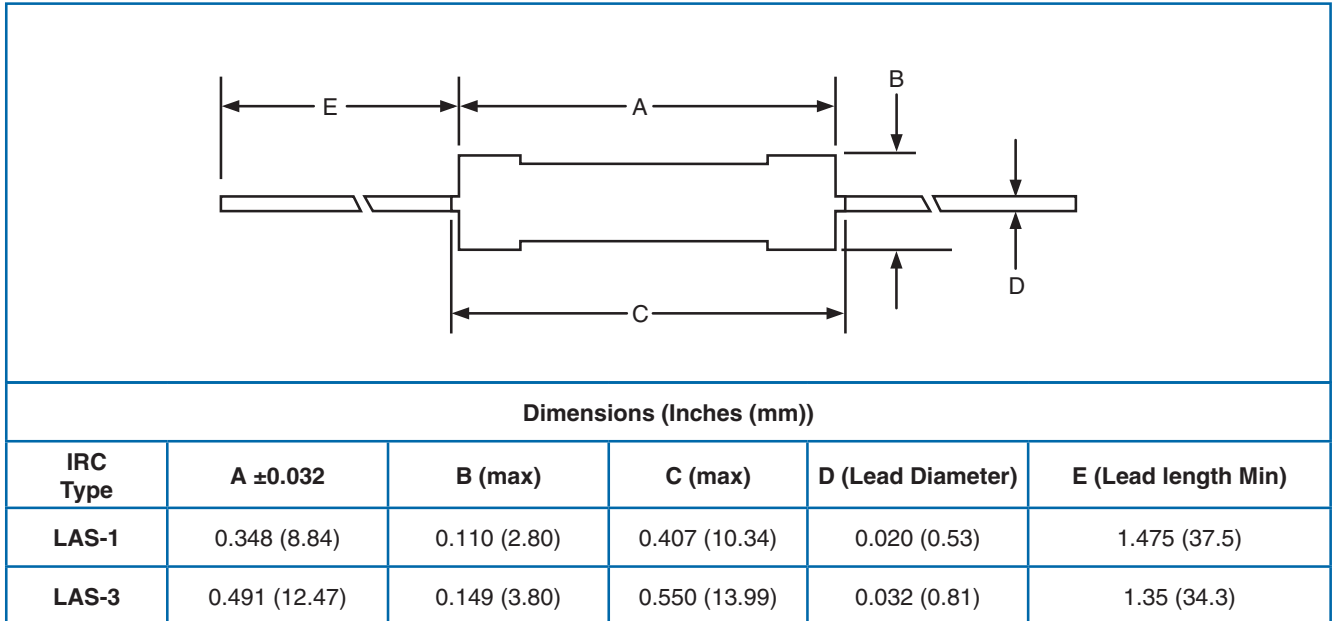 B
E
A
D
C
Dimensions (Inches (mm))
IRC Type | A ±0.032 | B (max) | C (max) | D (Lead Diameter) | E (Lead length Min)
LAS-1 | 0.348 (8.84) | 0.110 (2.80) | 0.407 (10.34) | 0.020 (0.53) | 1.475 (37.5)
LAS-3 | 0.491 (12.47) | 0.149 (3.80) | 0.550 (13.99) | 0.032 (0.81) | 1.35 (34.3)